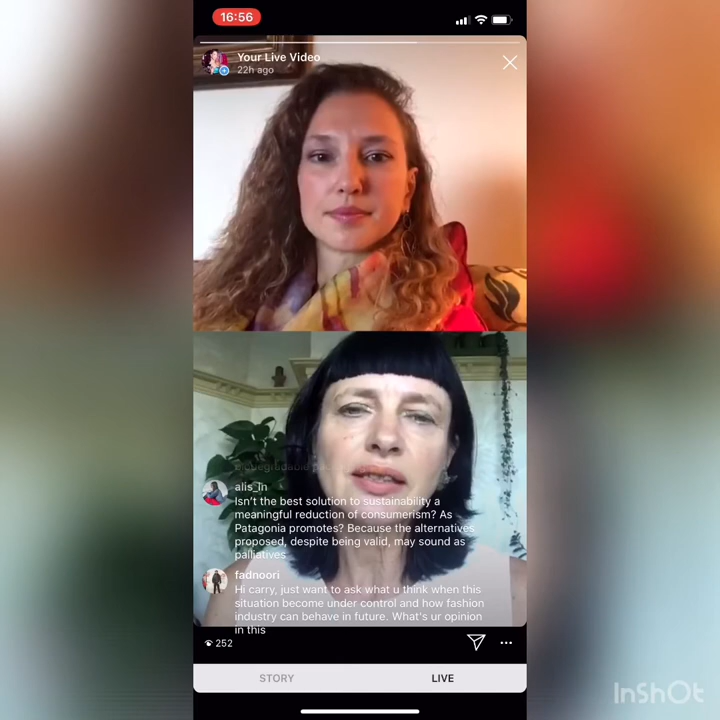 16:56
Your Live Video
22h ago
alis_in
Isn't the best solution to sustainability a
meaningful reduction of consumerism? As
Patagonia promotes? Because the alternatives
proposed, despite being valid, may sound as
palliatives
fadnoori
Hi carry, just want to ask what u think when this
situation become under control and how fashion
industry can behave in future. What's ur opinion
in this
252
STORY
LIVE
InShOt